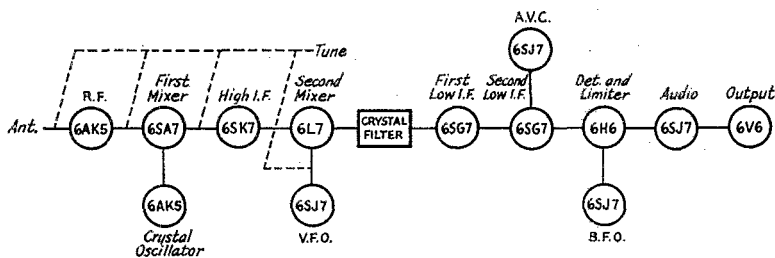 A.V.C.
6SJ7
Tune
R.F.
First
Mixer
High I.F.
Second
Mixer
First
Low I.F.
Second
Low I.F.
Det. and
Limiter
Audio
Output
Ant.
6AK5
6SA7
6SK7
6L7
CRYSTAL
FILTER
6SG7
6SG7
6H6
6SJ7
6V6
6AK5
Crystal
Oscillator
6SJ7
V.F.O.
6SJ7
B.F.O.